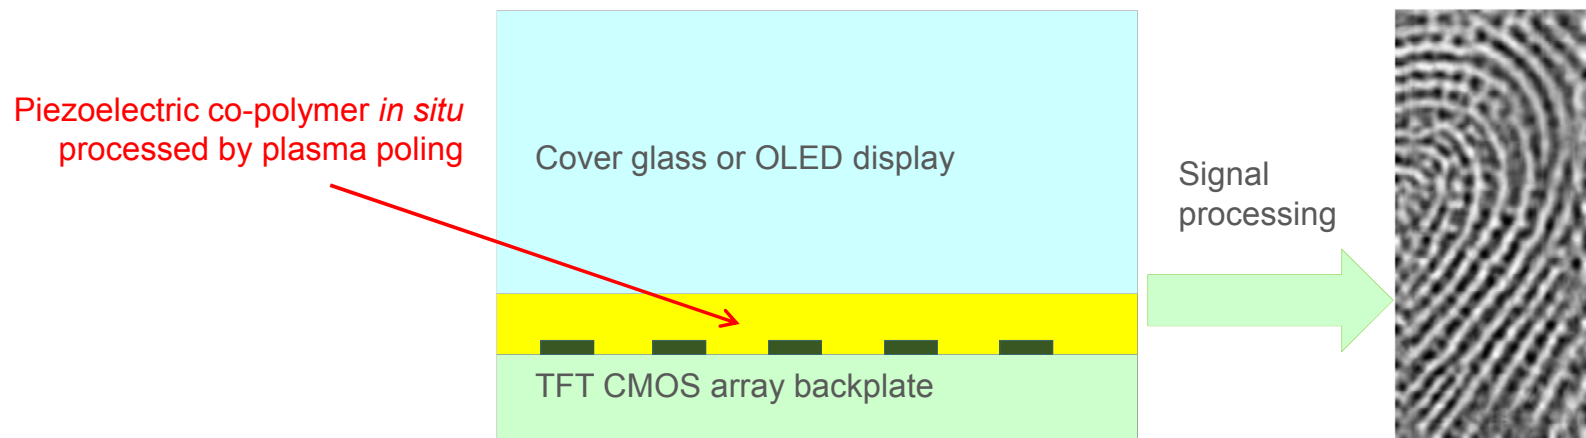 Piezoelectric co-polymer in situ
processed by plasma poling
Cover glass or OLED display
Signal
processing
TFT CMOS array backplate